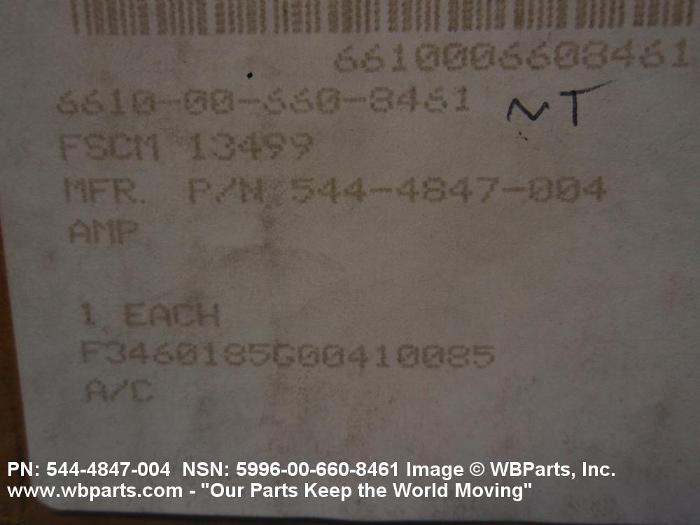 6610006608461
6610-00-660-8461 NT
FSCM 13499
MFR. P/N 544-4847-004
AMP
1 EACH
F3460185G00410085
A/C
PN: 544-4847-004 NSN: 5996-00-660-8461 Image © WBParts, Inc.
www.wbparts.com - "Our Parts Keep the World Moving"